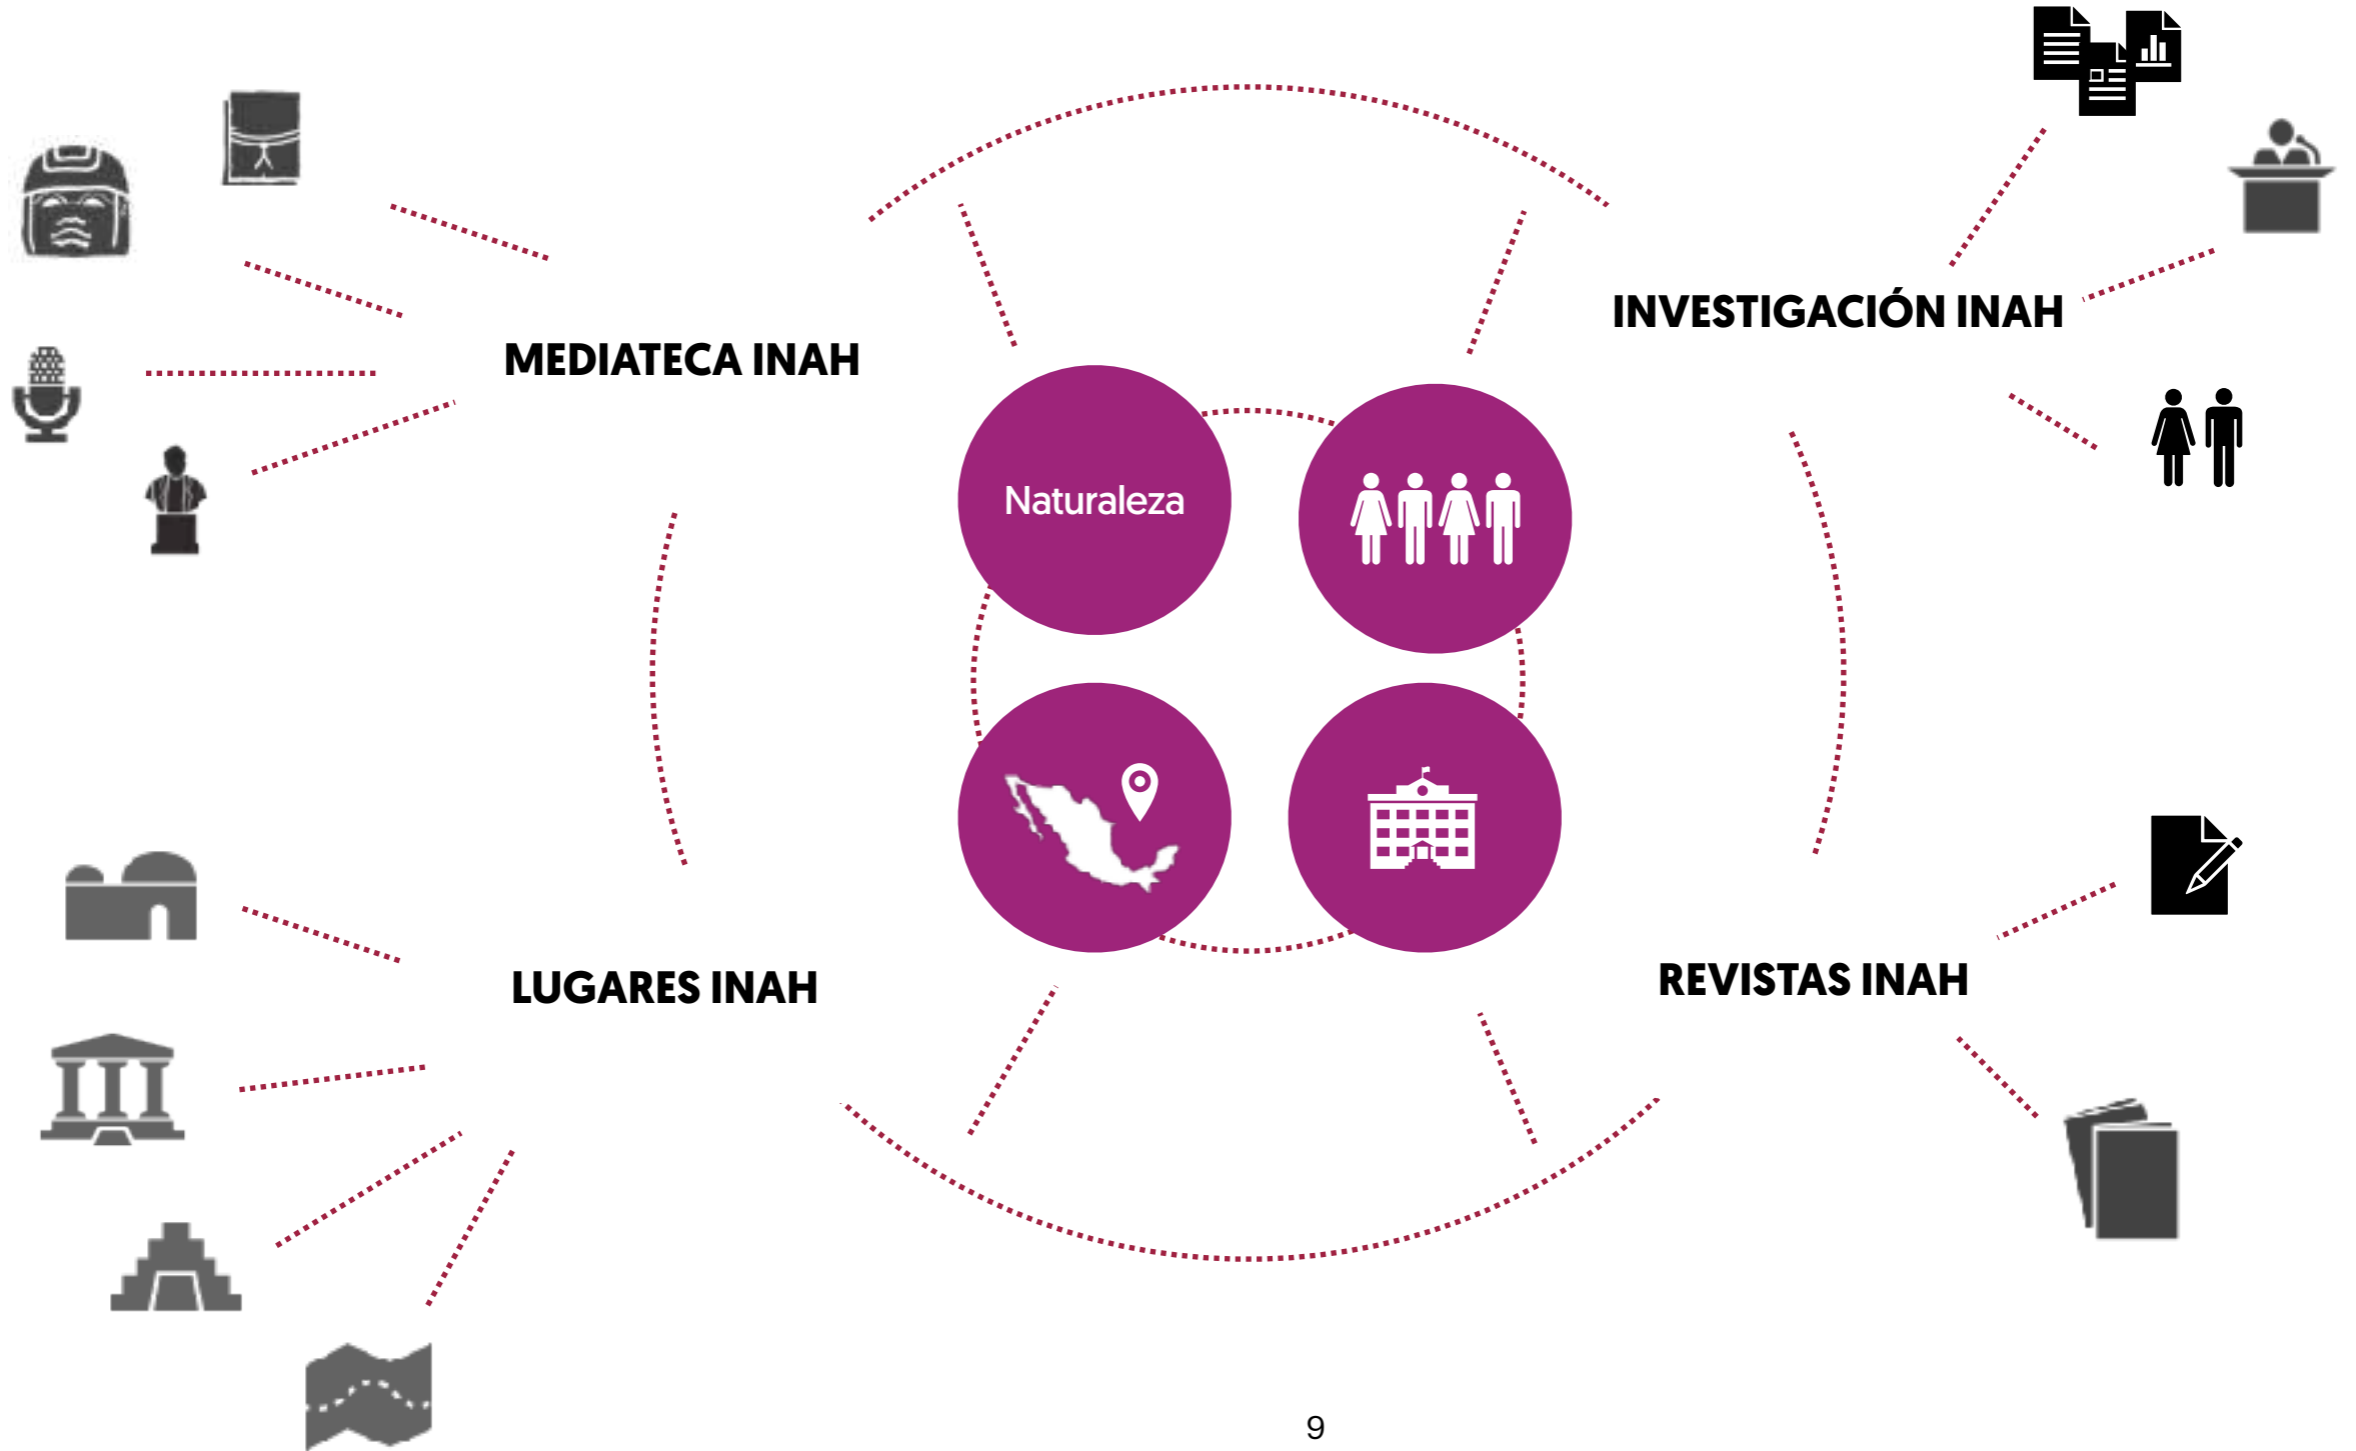 INVESTIGACIÓN INAH
MEDIATECA INAH
Naturaleza
LUGARES INAH
REVISTAS INAH
9